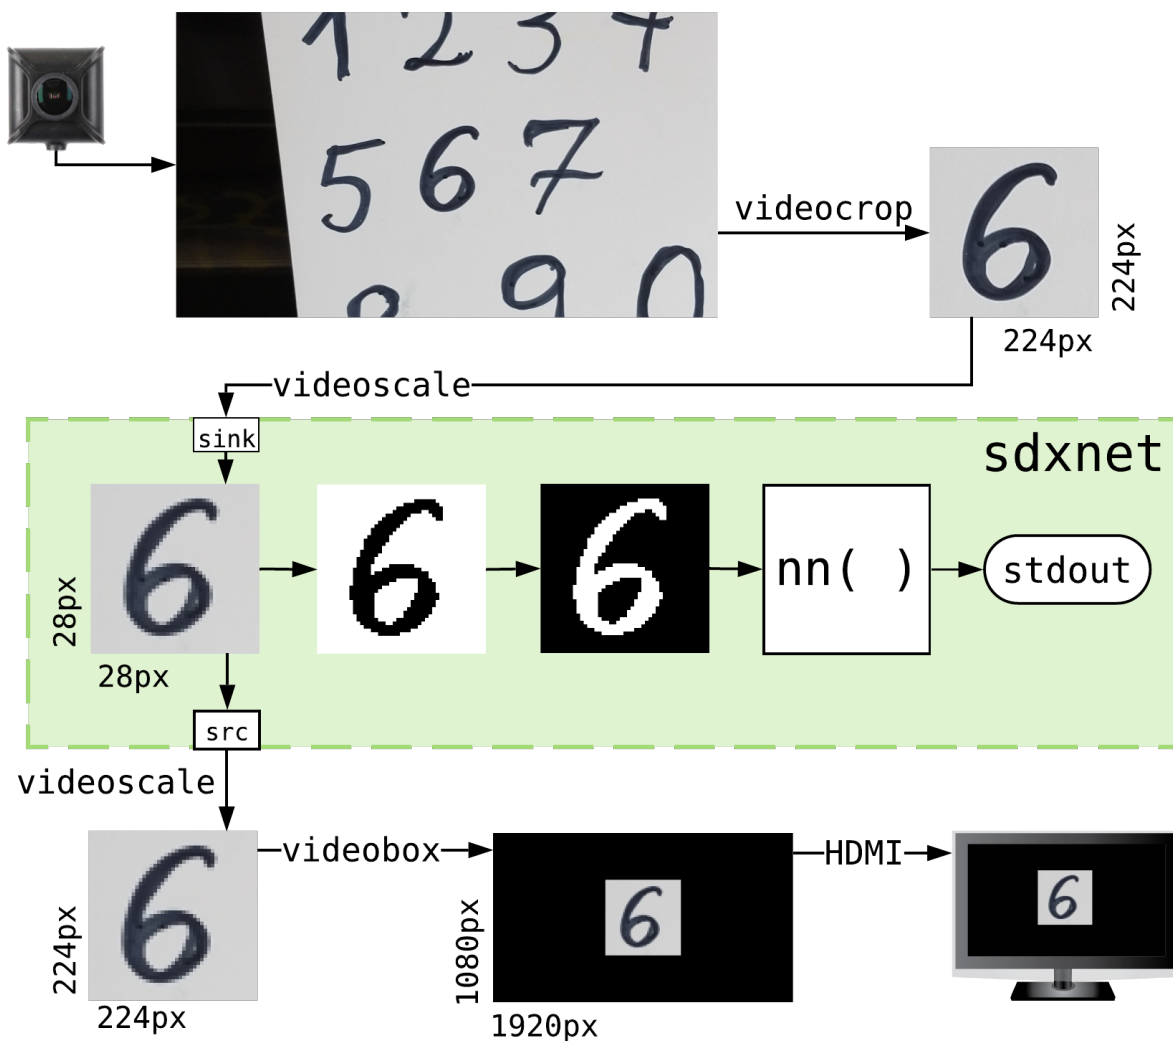 1 2 3
5 6 7
9 0
videocrop
6
224px
224px
videoscale
sink
sdxnet
6
6
6
nn( )
stdout
28px
28px
src
videoscale
6
videobox
6
HDMI
6
224px
224px
1080px
1920px